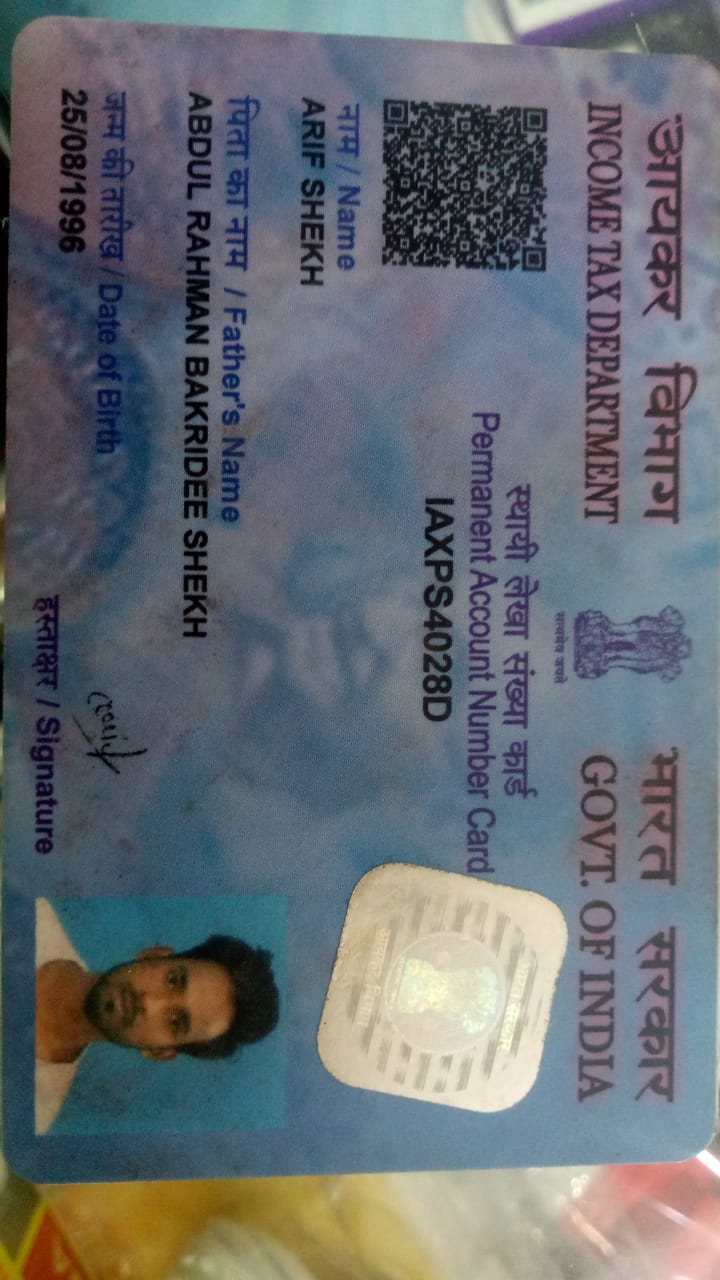 आयकर विभाग
INCOME TAX DEPARTMENT
सत्यमेव जयते
भारत सरकार
GOVT. OF INDIA
स्थायी लेखा संख्या कार्ड
Permanent Account Number Card
IAXPS4028D
नाम / Name
ARIF SHEKH
पिता का नाम / Father's Name
ABDUL RAHMAN BAKRIDEE SHEKH
जन्म की तारीख / Date of Birth
25/08/1996
हस्ताक्षर / Signature